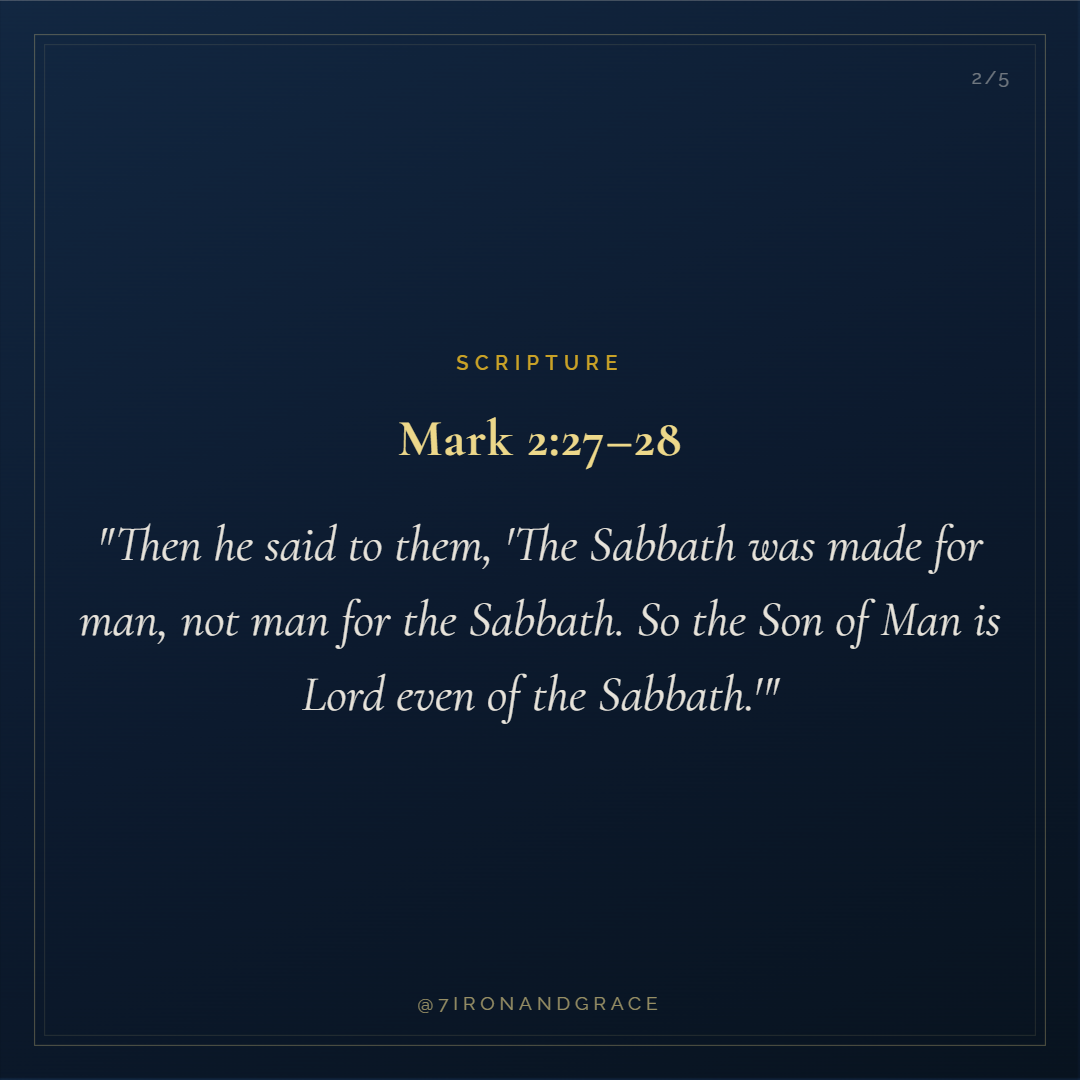 2/5
SCRIPTURE
Mark 2:27–28
"Then he said to them, 'The Sabbath was made for
man, not man for the Sabbath. So the Son of Man is
Lord even of the Sabbath.'"
@7IRONANDGRACE